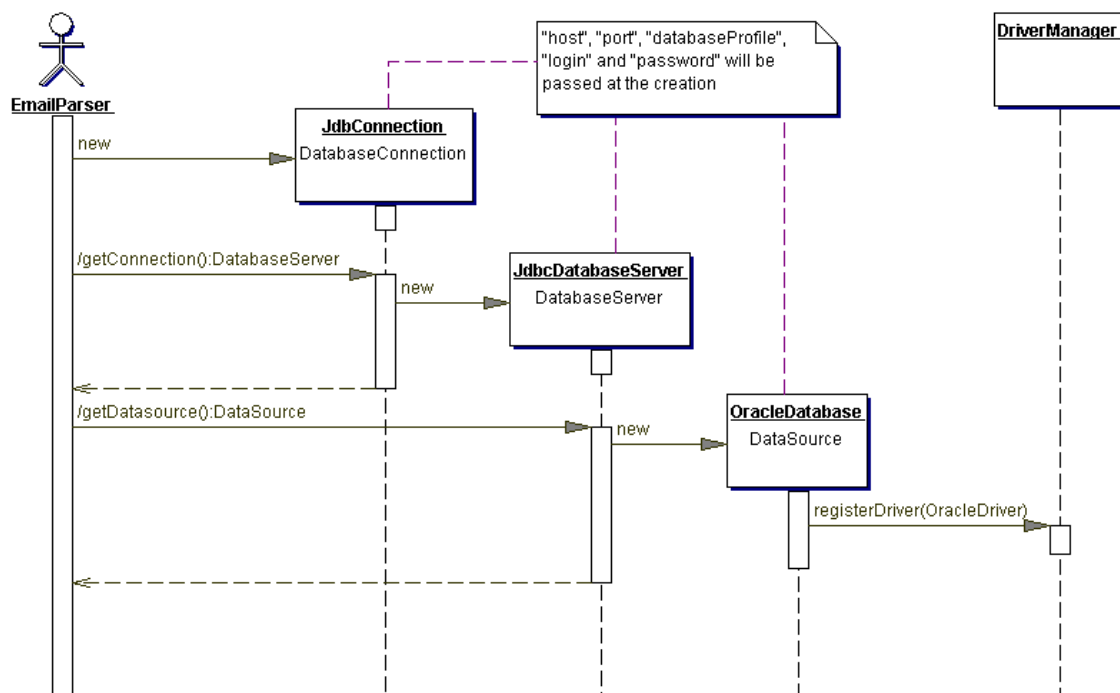 "host", "port", "databaseProfile",
"login" and "password" will be
passed at the creation
DriverManager
EmailParser
JdbConnection
DatabaseConnection
new
/getConnection():DatabaseServer
JdbcDatabaseServer
DatabaseServer
new
/getDatasource():DataSource
OracleDatabase
DataSource
new
registerDriver(OracleDriver)